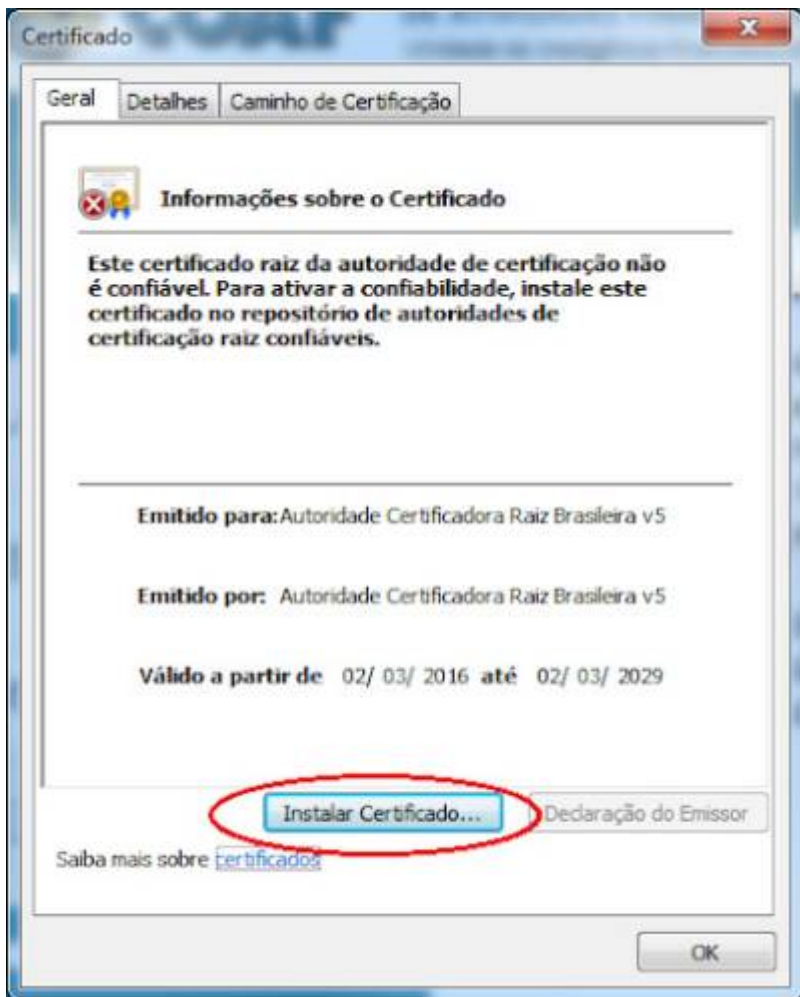 Certificado
Geral
Detalhes
Caminho de Certificação
Informações sobre o Certificado
Este certificado raiz da autoridade de certificação não
é confiável. Para ativar a confiabilidade, instale este
certificado no repositório de autoridades de
certificação raiz confiáveis.
Emitido para: Autoridade Certificadora Raiz Brasileira v5
Emitido por: Autoridade Certificadora Raiz Brasileira v5
Válido a partir de 02/ 03/ 2016 até 02/ 03/ 2029
Instalar Certificado...
Declaração do Emissor
Saiba mais sobre certificados
OK